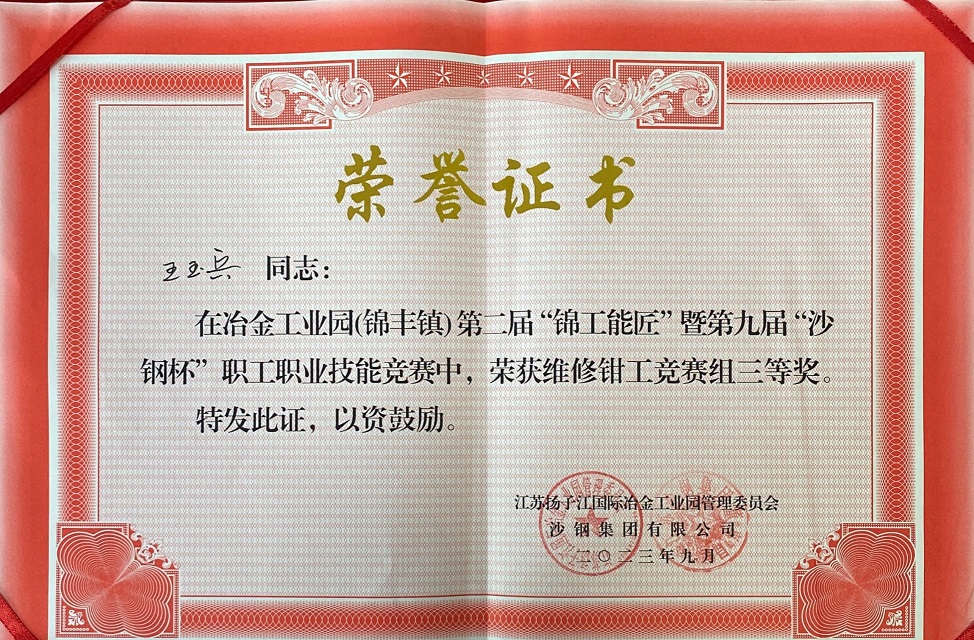 荣誉证书
王玉兵 同志：
在冶金工业园(锦丰镇)第二届“锦工能匠”暨第九届“沙
钢杯”职工职业技能竞赛中，荣获维修钳工竞赛组三等奖。
特发此证，以资鼓励。
江苏扬子江国际冶金工业园管理委员会
沙钢集团有限公司
二〇二三年九月